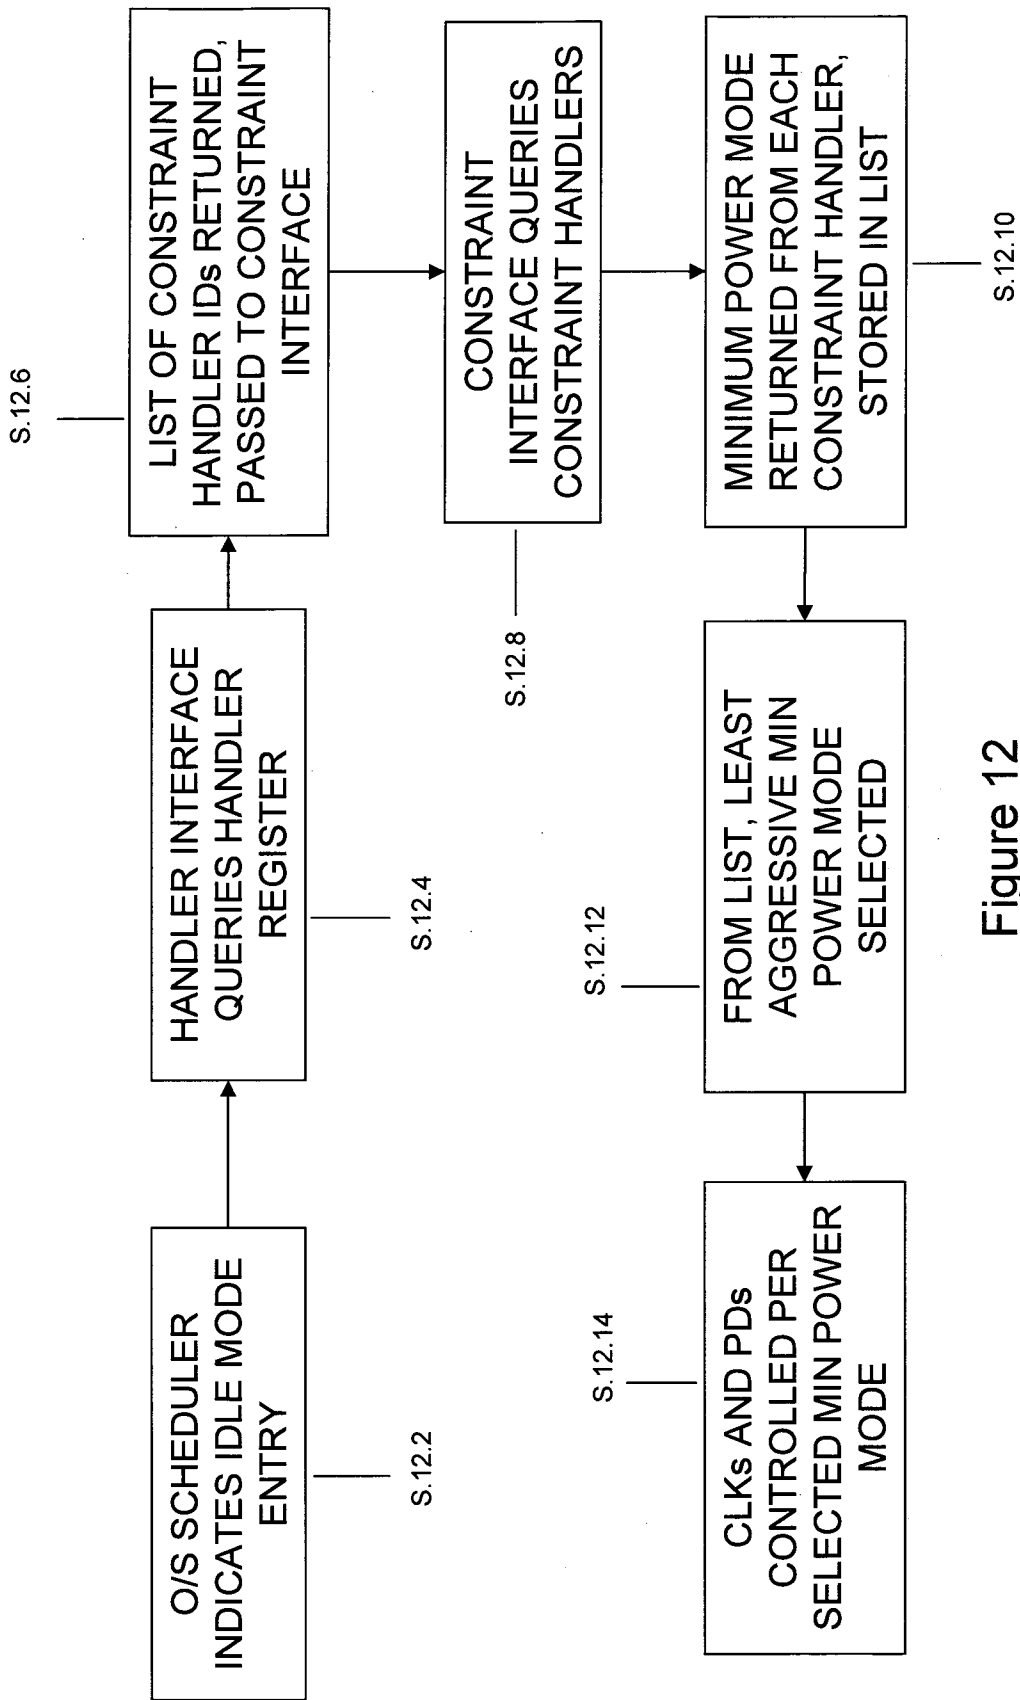 O/S SCHEDULER
INDICATES IDLE MODE
ENTRY
S.12.2
HANDLER INTERFACE
QUERIES HANDLER
REGISTER
S.12.4
LIST OF CONSTRAINT
HANDLER IDs RETURNED,
PASSED TO CONSTRAINT
INTERFACE
S.12.6
CONSTRAINT
INTERFACE QUERIES
CONSTRAINT HANDLERS
S.12.8
MINIMUM POWER MODE
RETURNED FROM EACH
CONSTRAINT HANDLER,
STORED IN LIST
S.12.10
FROM LIST, LEAST
AGGRESSIVE MIN
POWER MODE
SELECTED
S.12.12
CLKs AND PDs
CONTROLLED PER
SELECTED MIN POWER
MODE
S.12.14
Figure 12